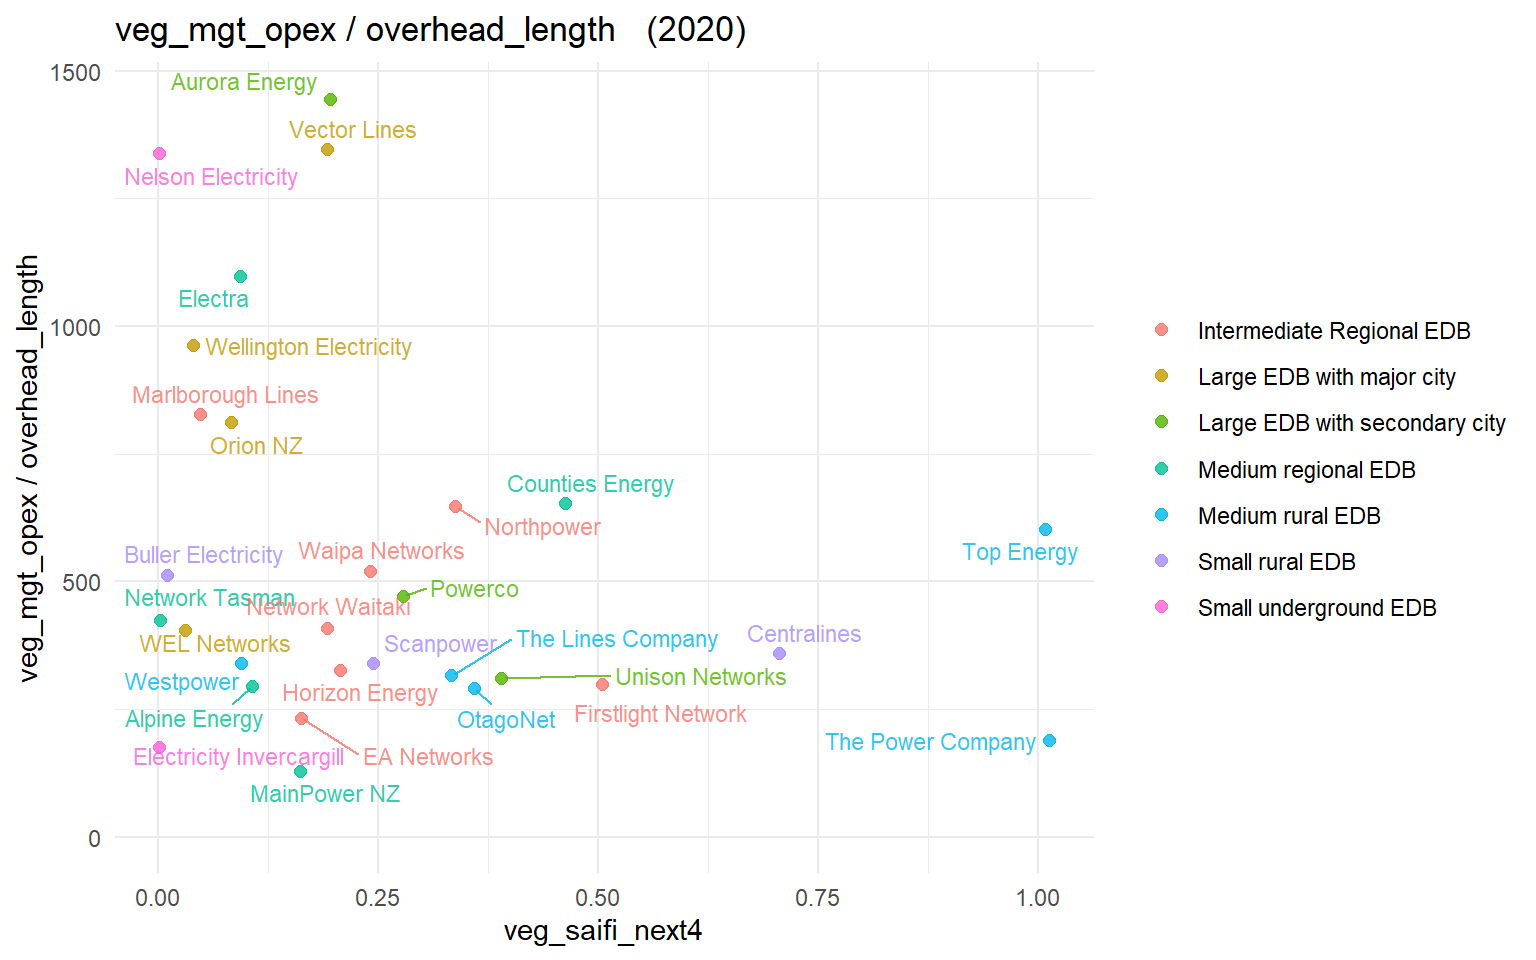 veg_mgt_opex / overhead_length (2020)
veg_mgt_opex / overhead_length
1500
1000
500
0
Aurora Energy
Vector Lines
Nelson Electricity
Electra
Wellington Electricity
Marlborough Lines
Orion NZ
Counties Energy
Northpower
Waipa Networks
Top Energy
Buller Electricity
Powerco
Network Tasman
Network Waitaki
WEL Networks
Scanpower
The Lines Company
Centralines
Westpower
Unison Networks
Horizon Energy
Firstlight Network
Alpine Energy
OtagoNet
The Power Company
Electricity Invercargill
EA Networks
MainPower NZ
0.00
0.25
0.50
0.75
1.00
veg_saifi_next4
Intermediate Regional EDB
Large EDB with major city
Large EDB with secondary city
Medium regional EDB
Medium rural EDB
Small rural EDB
Small underground EDB